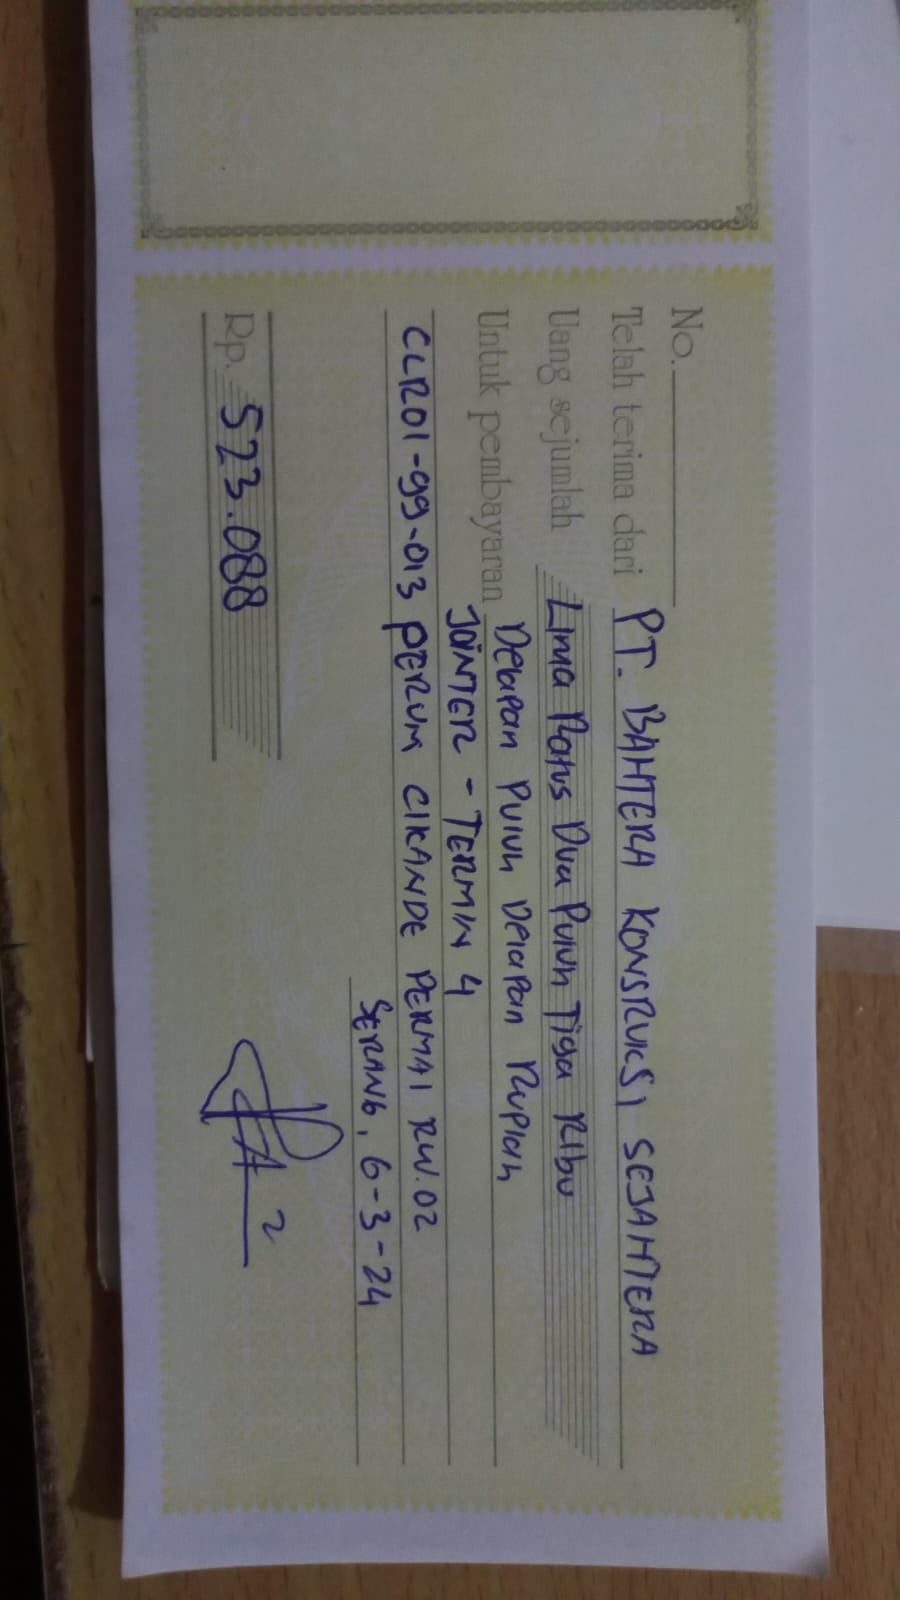 No.
Telah terima dari PT. BAHTERA KONSRUKSI SEJAHTERA
Uang sejumlah Lima Ratus Dua Puluh Tiga Ribu
Delapan Puluh Delapan Rupiah
Untuk pembayaran JOINTER - TERMIN 4
CLR01-99-013 PERUM CIKANDE PERMAI RW.02
SERANG, 6-3-24
Rp. 523.088